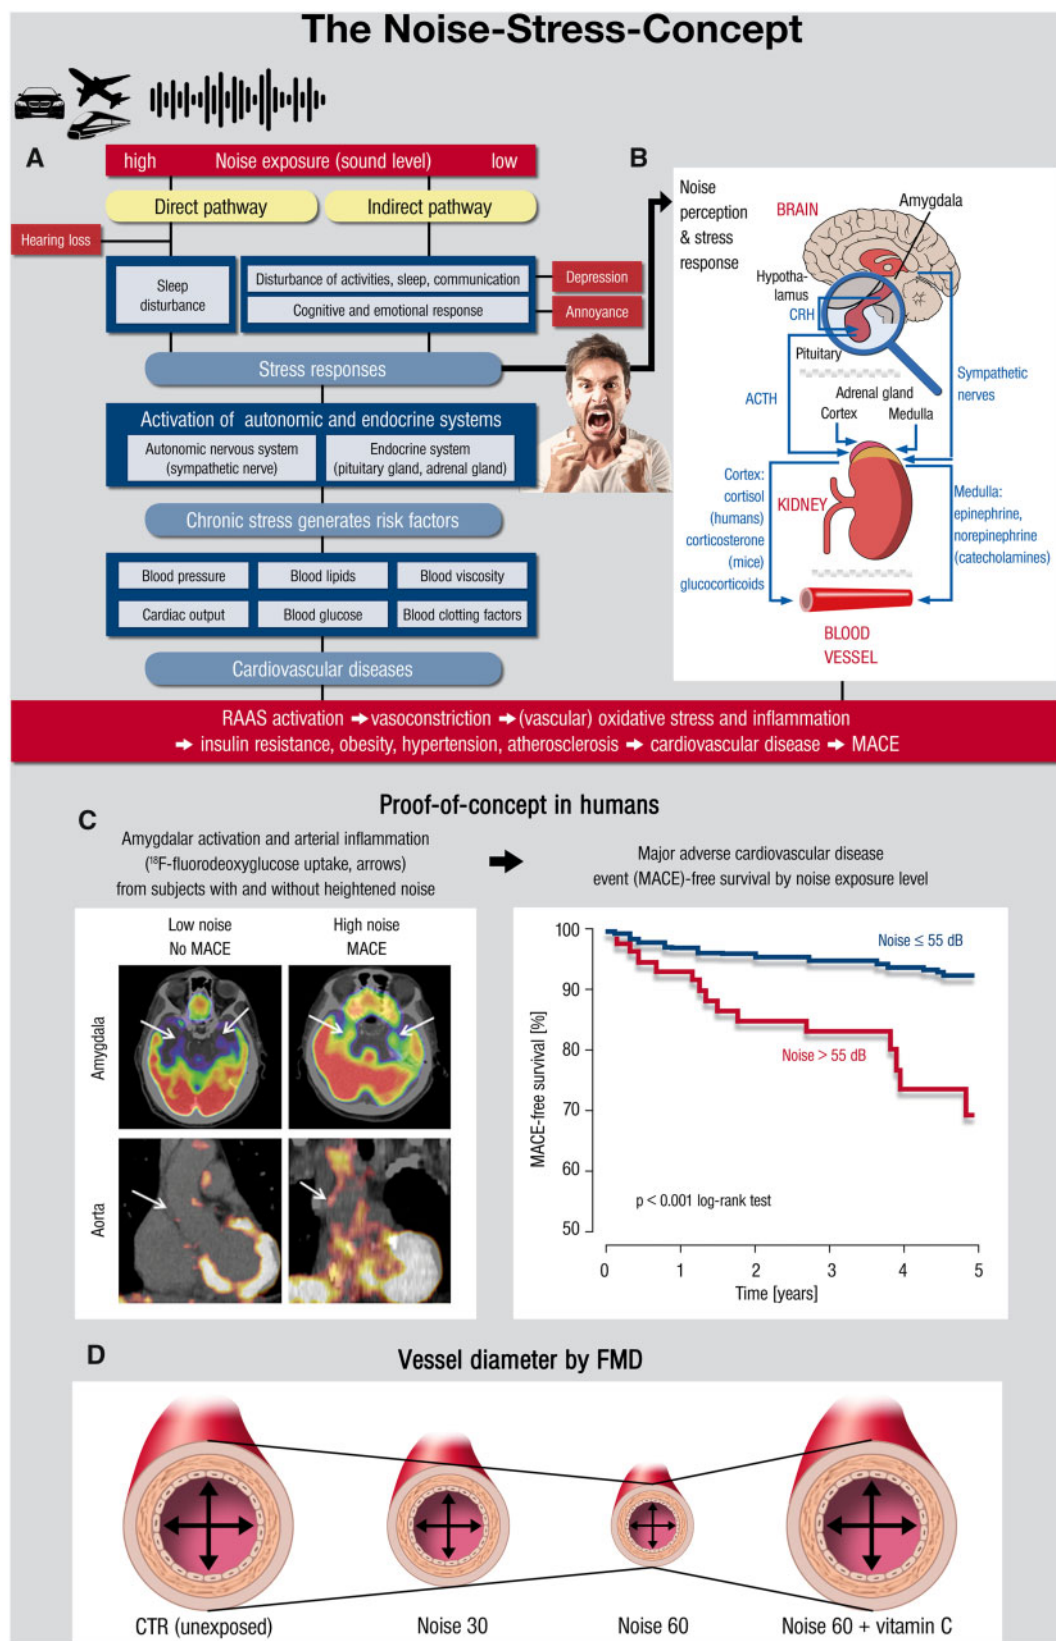 The Noise-Stress-Concept
A
high Noise exposure (sound level) low
Direct pathway
Indirect pathway
Hearing loss
Sleep
disturbance
Disturbance of activities, sleep, communication
Cognitive and emotional response
Depression
Annoyance
Stress responses
Activation of autonomic and endocrine systems
Autonomic nervous system
(sympathetic nerve)
Endocrine system
(pituitary gland, adrenal gland)
Chronic stress generates risk factors
Blood pressure
Blood lipids
Blood viscosity
Cardiac output
Blood glucose
Blood clotting factors
Cardiovascular diseases
B
Noise
perception
& stress
response
BRAIN
Amygdala
Hypotha-
lamus
CRH
Pituitary
ACTH
Sympathetic
nerves
Adrenal gland
Cortex
Medulla
Cortex:
cortisol
(humans)
corticosterone
(mice)
glucocorticoids
KIDNEY
Medulla:
epinephrine,
norepinephrine
(catecholamines)
BLOOD
VESSEL
RAAS activation → vasoconstriction → (vascular) oxidative stress and inflammation
→ insulin resistance, obesity, hypertension, atherosclerosis → cardiovascular disease → MACE
Proof-of-concept in humans
C
Amygdalar activation and arterial inflammation
(¹⁸F-fluorodeoxyglucose uptake, arrows)
from subjects with and without heightened noise
Major adverse cardiovascular disease
event (MACE)-free survival by noise exposure level
Low noise
No MACE
High noise
MACE
Amygdala
Aorta
MACE-free survival [%]
100
90
80
70
60
50
Noise ≤ 55 dB
Noise > 55 dB
p < 0.001 log-rank test
0 1 2 3 4 5
Time [years]
D
Vessel diameter by FMD
CTR (unexposed)
Noise 30
Noise 60
Noise 60 + vitamin C